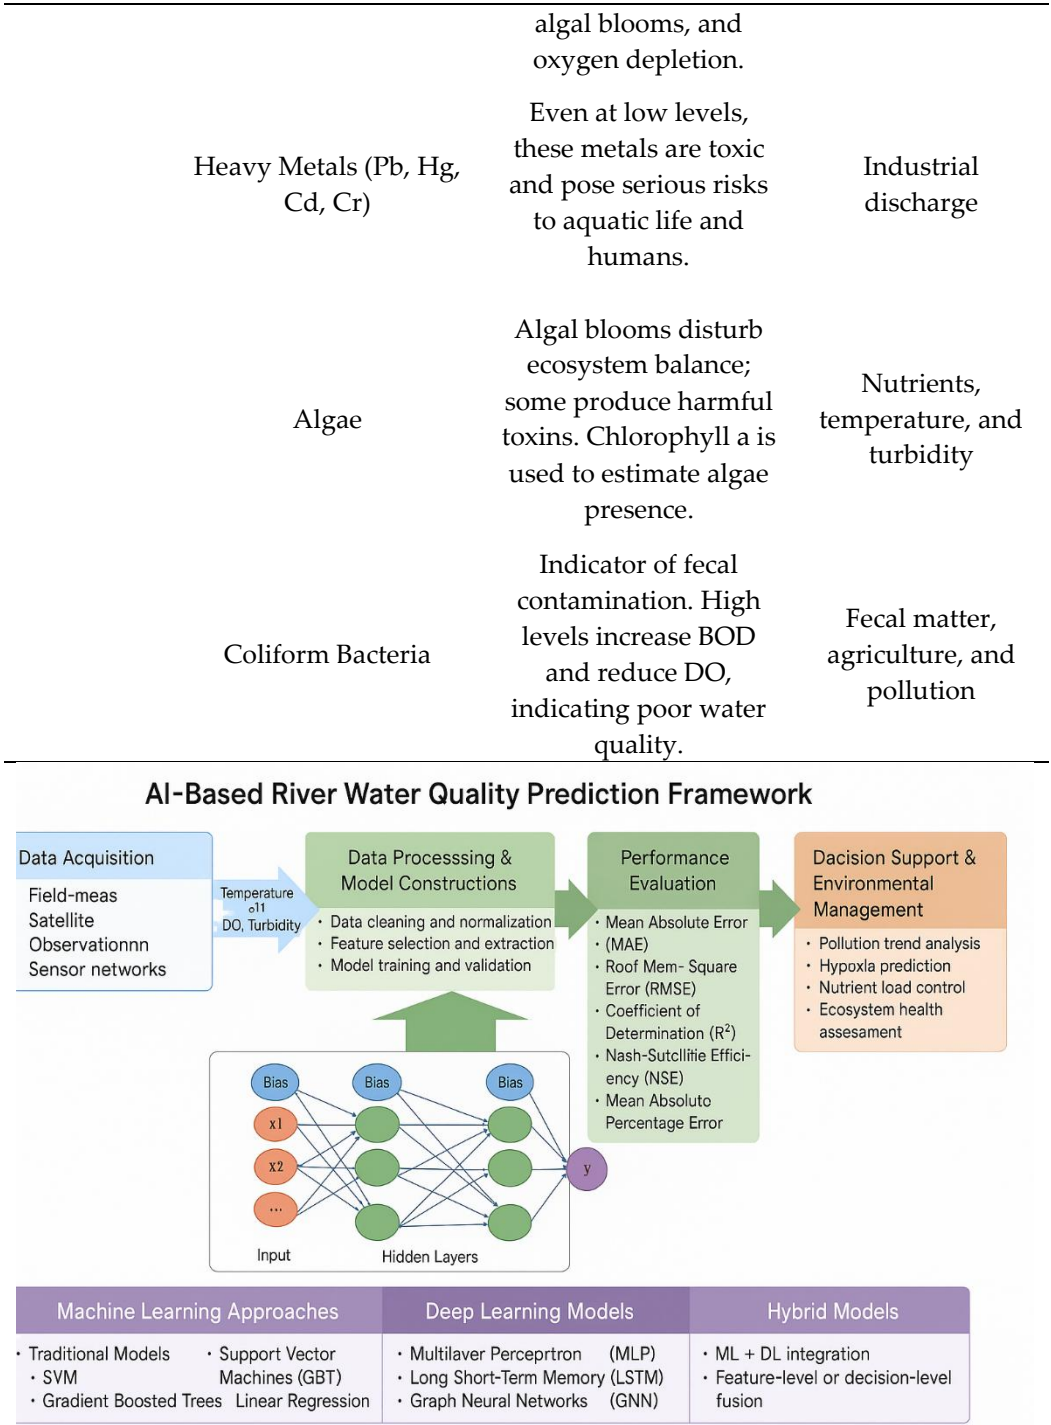 algal blooms, and
oxygen depletion.
Heavy Metals (Pb, Hg,
Cd, Cr)
Even at low levels,
these metals are toxic
and pose serious risks
to aquatic life and
humans.
Industrial
discharge
Algae
Algal blooms disturb
ecosystem balance;
some produce harmful
toxins. Chlorophyll a is
used to estimate algae
presence.
Nutrients,
temperature, and
turbidity
Coliform Bacteria
Indicator of fecal
contamination. High
levels increase BOD
and reduce DO,
indicating poor water
quality.
Fecal matter,
agriculture, and
pollution
AI-Based River Water Quality Prediction Framework
Data Acquisition
Field-meas
Satellite
Observationnn
Sensor networks
Temperature
o11
DO, Turbidity
Data Processsing &
Model Constructions
· Data cleaning and normalization
· Feature selection and extraction
· Model training and validation
Performance
Evaluation
· Mean Absolute Error
· (MAE)
· Roof Mem- Square
Error (RMSE)
· Coefficient of
Determination (R²)
· Nash-Sutcllitie Effici-
ency (NSE)
· Mean Absoluto
Percentage Error
Dacision Support &
Environmental
Management
· Pollution trend analysis
· Hypoxla prediction
· Nutrient load control
· Ecosystem health
assesament
Bias
Bias
Bias
x1
x2
...
y
Input
Hidden Layers
Machine Learning Approaches
· Traditional Models
· SVM
· Gradient Boosted Trees
· Support Vector
Machines (GBT)
Linear Regression
Deep Learning Models
· Multilaver Perceprtron (MLP)
· Long Short-Term Memory (LSTM)
· Graph Neural Networks (GNN)
Hybrid Models
· ML + DL integration
· Feature-level or decision-level
fusion